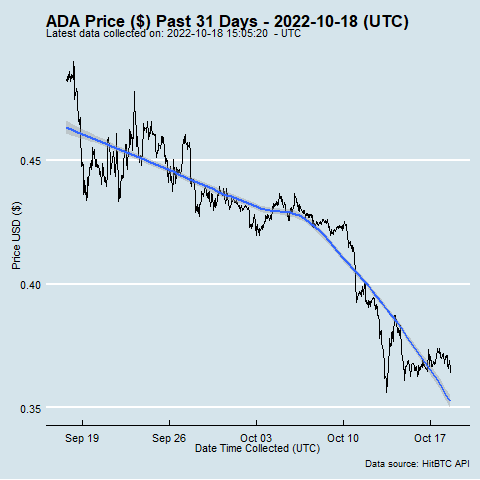 ADA Price ($) Past 31 Days - 2022-10-18 (UTC)
Latest data collected on: 2022-10-18 15:05:20  - UTC
Price USD ($)
0.45
0.40
0.35
Sep 19 Sep 26 Oct 03 Oct 10 Oct 17
Date Time Collected (UTC)
Data source: HitBTC API